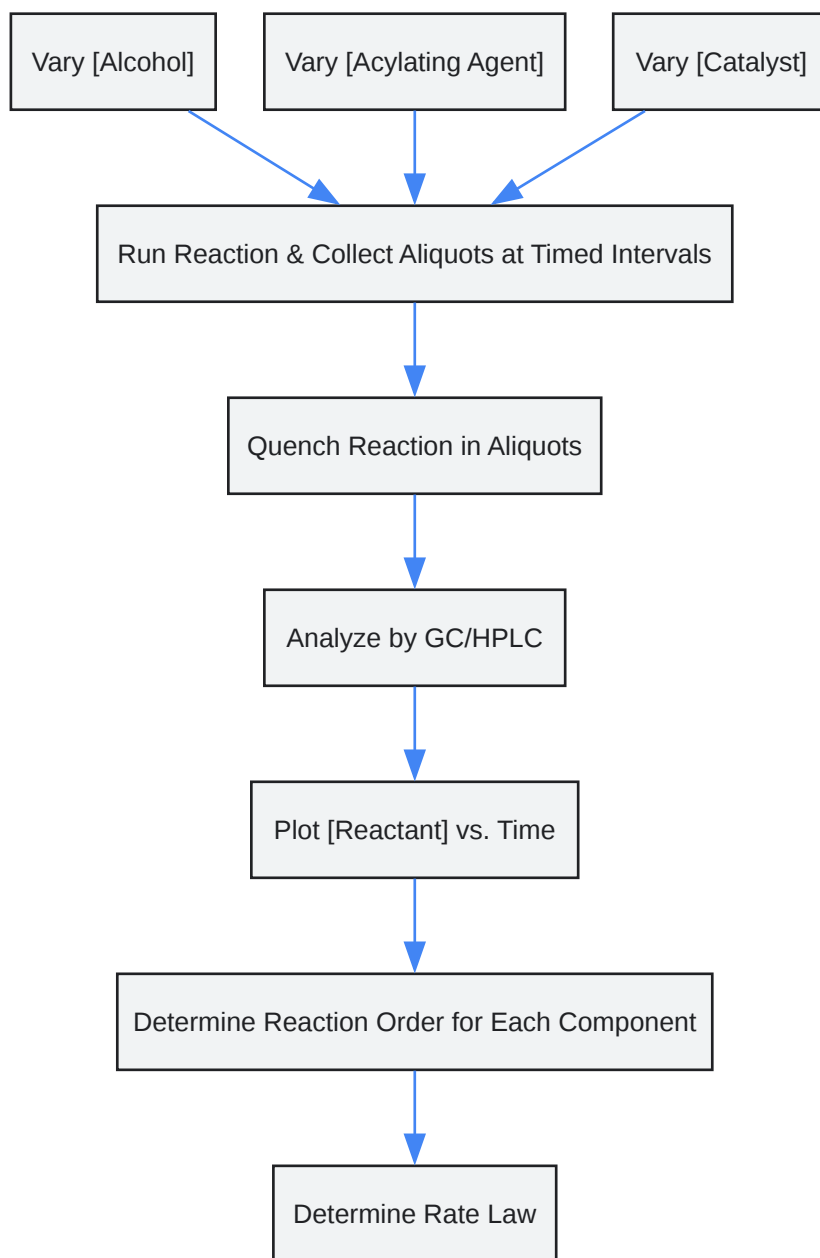 Vary [Alcohol]
Vary [Acylating Agent]
Vary [Catalyst]
Run Reaction & Collect Aliquots at Timed Intervals
Quench Reaction in Aliquots
Analyze by GC/HPLC
Plot [Reactant] vs. Time
Determine Reaction Order for Each Component
Determine Rate Law